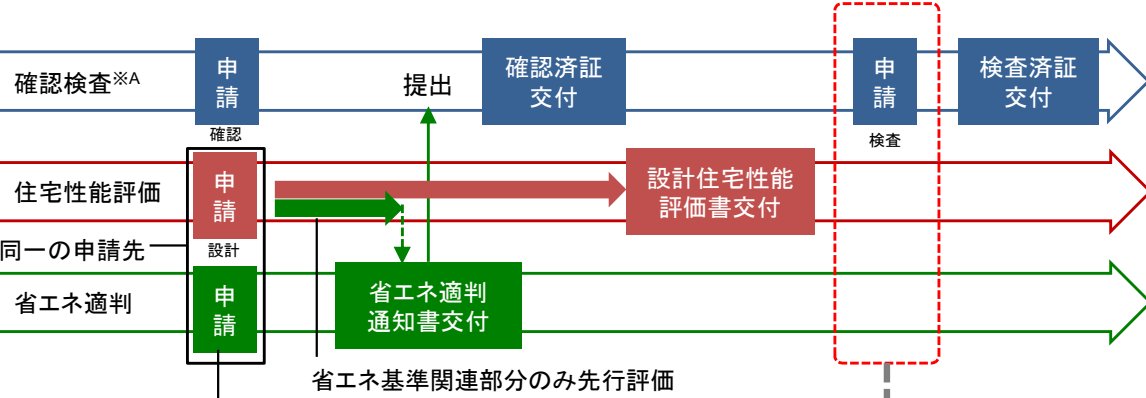 確認検査※A
申
請
確認
提出
確認済証
交付
申
請
検査
検査済証
交付
住宅性能評価
申
請
設計
設計住宅性能
評価書交付
同一の申請先
省エネ適判
申
請
省エネ適判
通知書交付
省エネ基準関連部分のみ先行評価